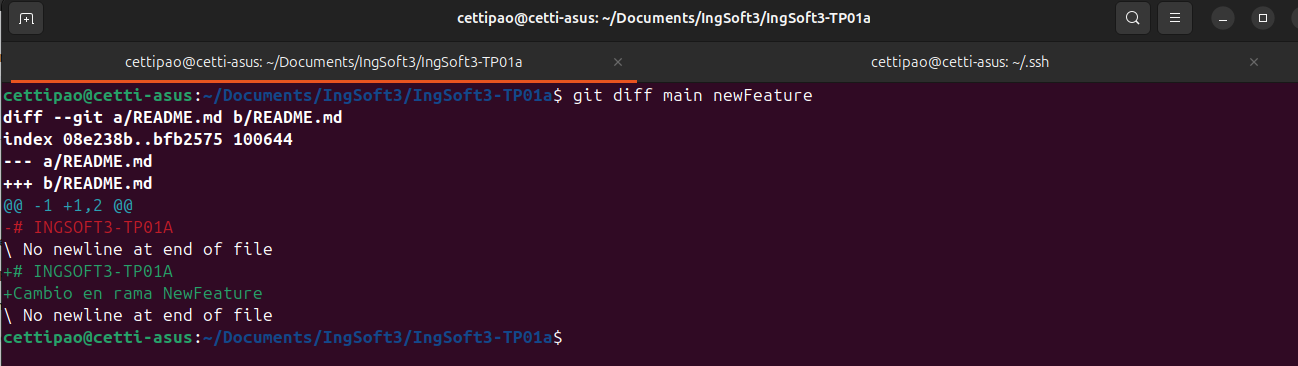 cettipao@cetti-asus: ~/Documents/IngSoft3/IngSoft3-TP01a
cettipao@cetti-asus: ~/Documents/IngSoft3/IngSoft3-TP01a × cettipao@cetti-asus: ~/.ssh ×
cettipao@cetti-asus:~/Documents/IngSoft3/IngSoft3-TP01a$ git diff main newFeature
diff --git a/README.md b/README.md
index 08e238b..bfb2575 100644
--- a/README.md
+++ b/README.md
@@ -1 +1,2 @@
-# INGSOFT3-TP01A
\ No newline at end of file
+# INGSOFT3-TP01A
+Cambio en rama NewFeature
\ No newline at end of file
cettipao@cetti-asus:~/Documents/IngSoft3/IngSoft3-TP01a$